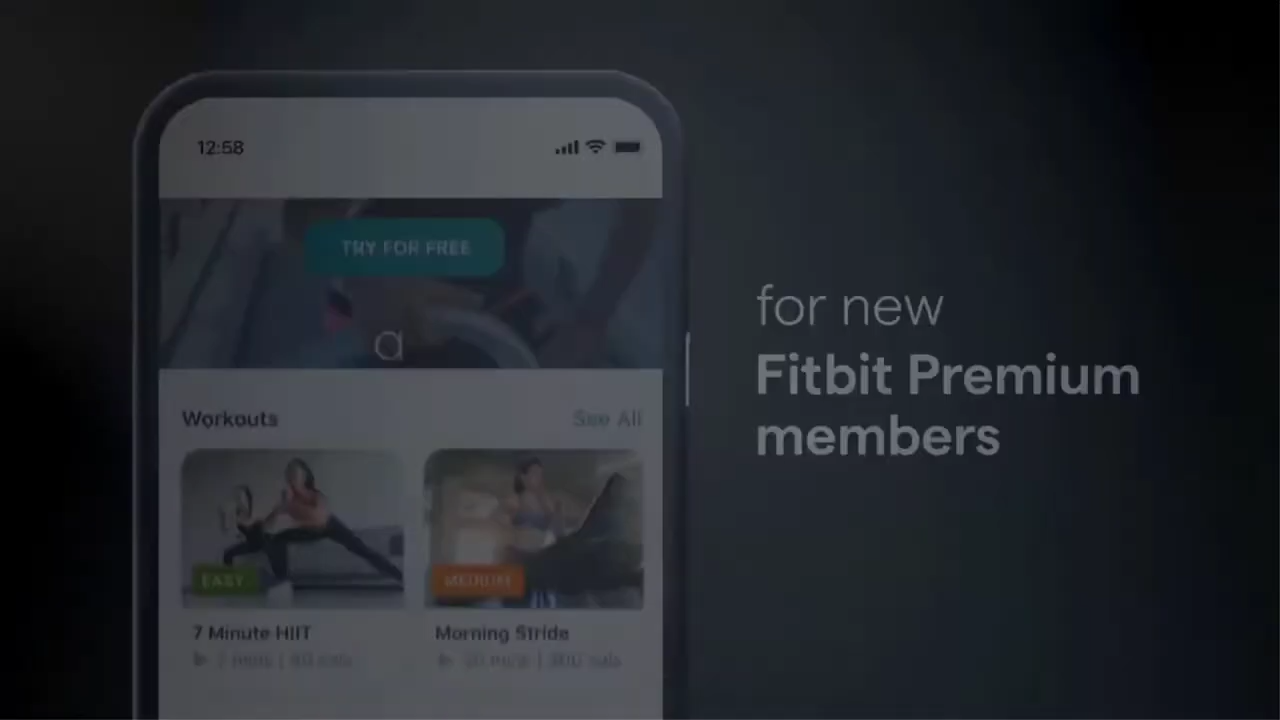 12:58
TRY FOR FREE
a
for new
Fitbit Premium
members
Workouts
See All
EASY
MEDIUM
7 Minute HIIT
Morning Stride